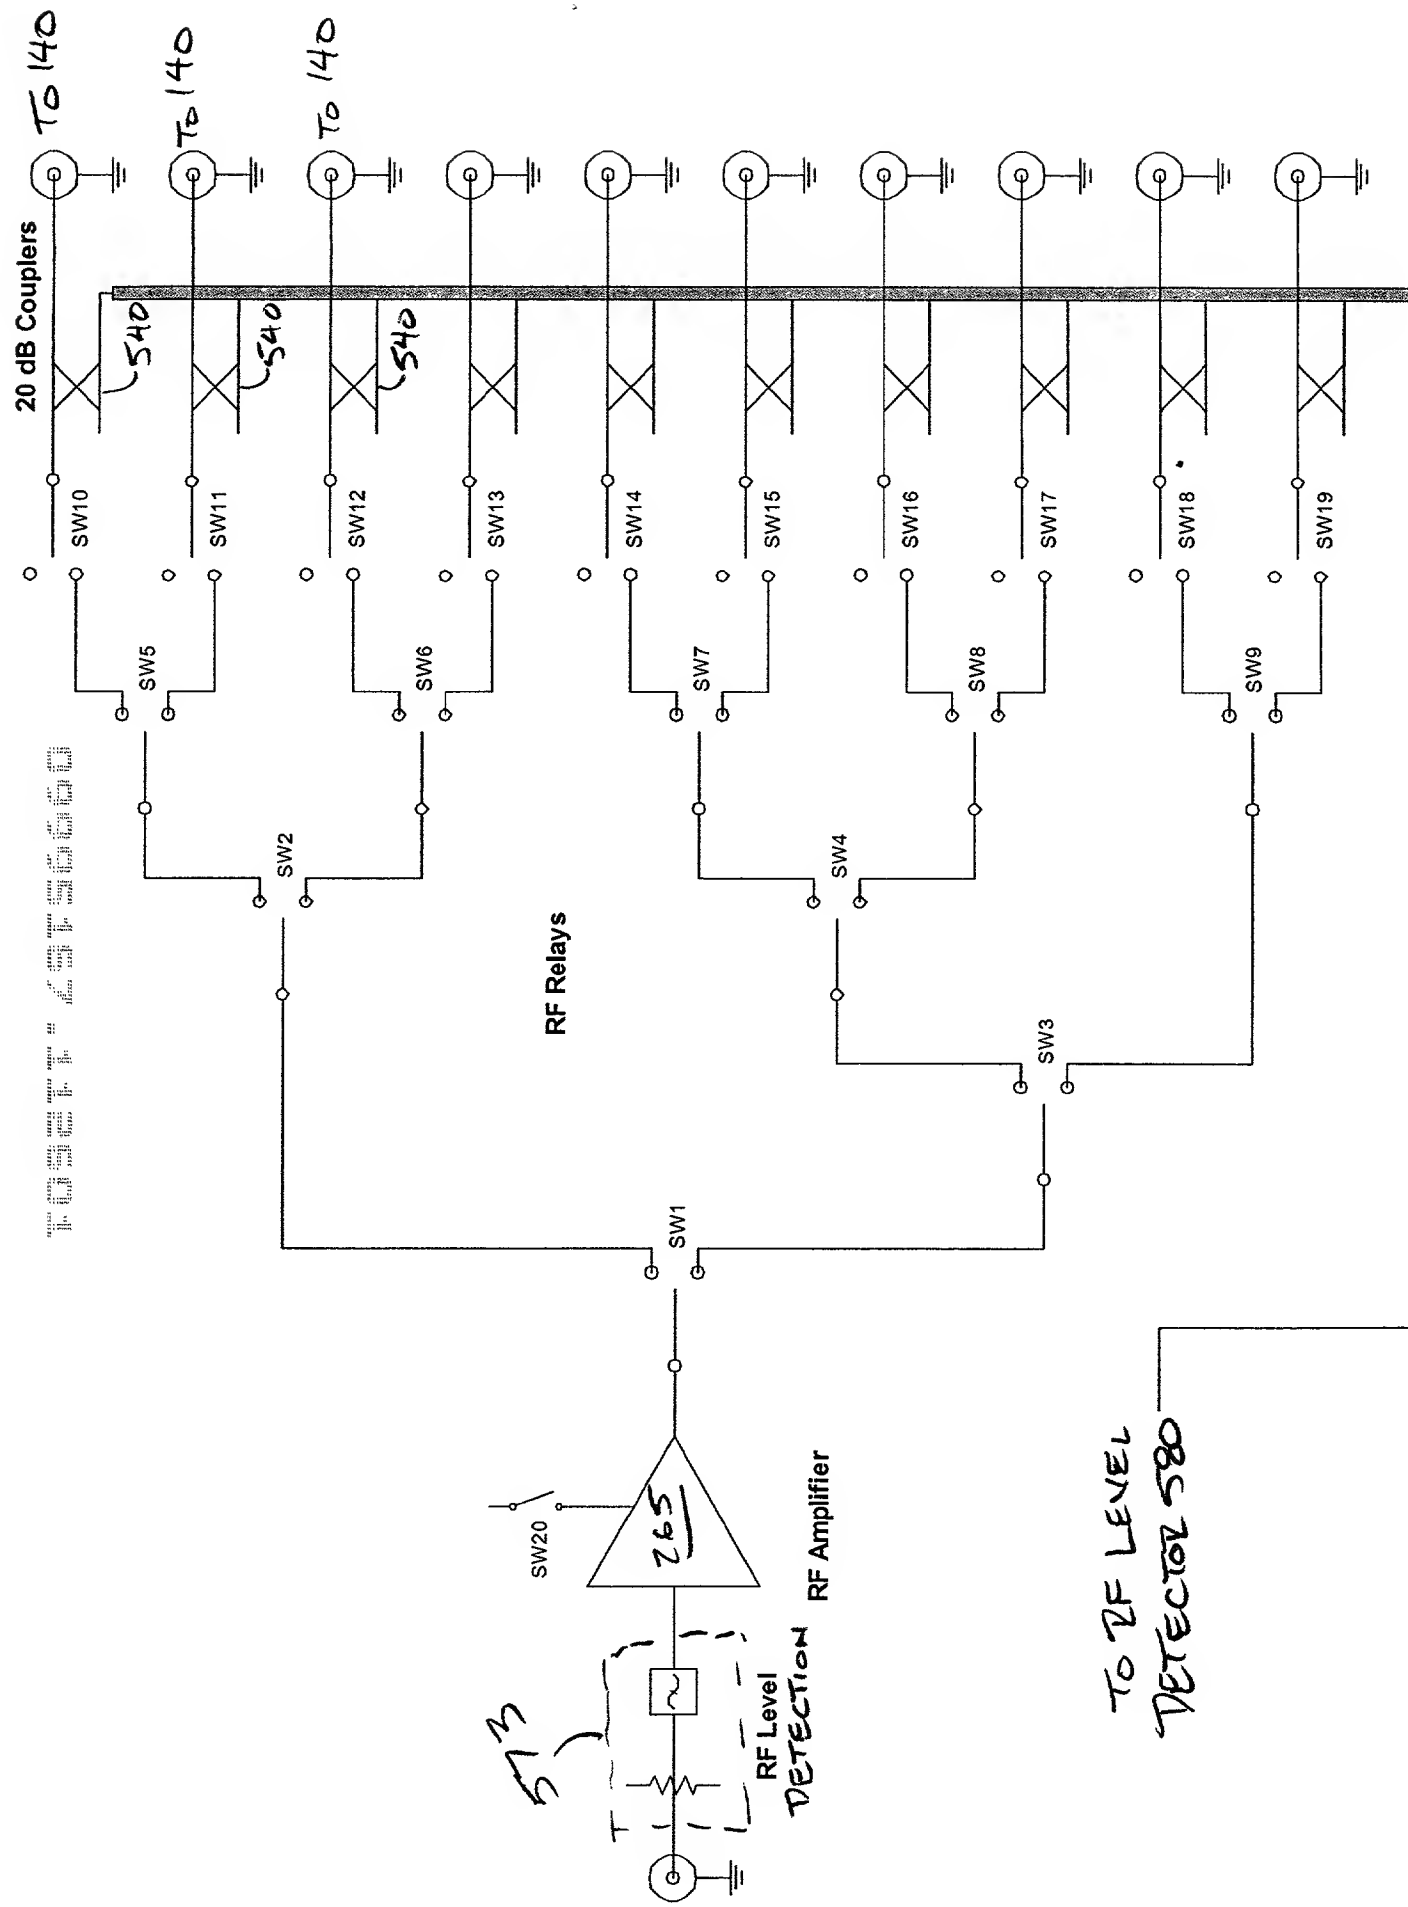 To 140
To 140
To 140
20 dB Couplers
540
540
540
SW10
SW11
SW12
SW13
SW14
SW15
SW16
SW17
SW18
SW19
SW5
SW6
SW7
SW8
SW9
SW2
SW4
RF Relays
SW3
SW1
SW20
265
RF Amplifier
573
RF Level
DETECTION
TO RF LEVEL
DETECTOR 580